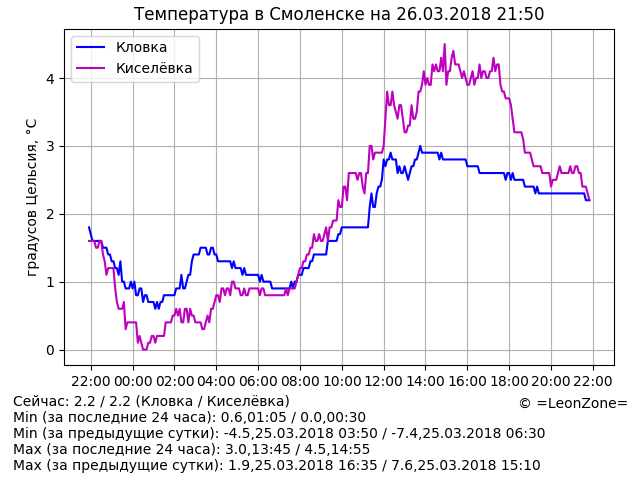 Температура в Смоленске на 26.03.2018 21:50
Кловка
Киселёвка
градусов Цельсия, °C
4
3
2
1
0
22:00 00:00 02:00 04:00 06:00 08:00 10:00 12:00 14:00 16:00 18:00 20:00 22:00
Сейчас: 2.2 / 2.2 (Кловка / Киселёвка)
© =LeonZone=
Min (за последние 24 часа): 0.6,01:05 / 0.0,00:30
Min (за предыдущие сутки): -4.5,25.03.2018 03:50 / -7.4,25.03.2018 06:30
Max (за последние 24 часа): 3.0,13:45 / 4.5,14:55
Max (за предыдущие сутки): 1.9,25.03.2018 16:35 / 7.6,25.03.2018 15:10